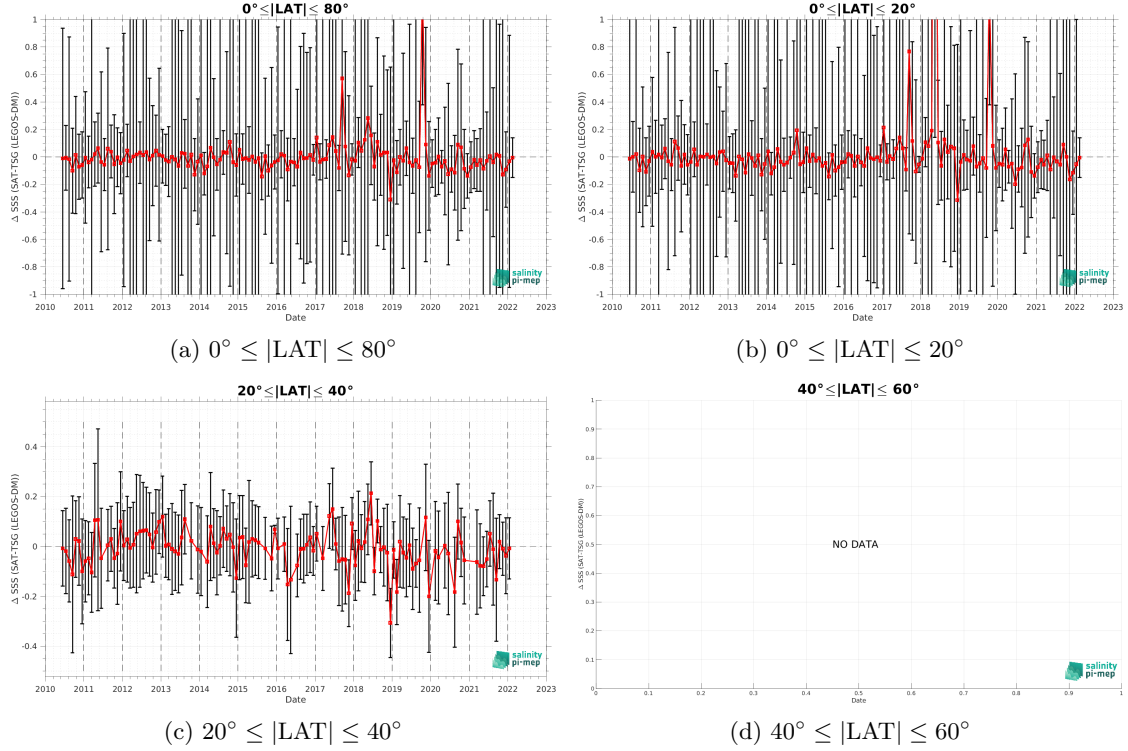 0°≤|LAT|≤ 80°
1
0.8
0.6
0.4
0.2
0
-0.2
-0.4
-0.6
-0.8
-1
Δ SSS (SAT-TSG (LEGOS-DM))
2010 2011 2012 2013 2014 2015 2016 2017 2018 2019 2020 2021 2022 2023
Date
salinity
pi-mep
(a) 0° ≤ |LAT| ≤ 80°
0°≤|LAT|≤ 20°
1
0.8
0.6
0.4
0.2
0
-0.2
-0.4
-0.6
-0.8
-1
Δ SSS (SAT-TSG (LEGOS-DM))
2010 2011 2012 2013 2014 2015 2016 2017 2018 2019 2020 2021 2022 2023
Date
salinity
pi-mep
(b) 0° ≤ |LAT| ≤ 20°
20°≤|LAT|≤ 40°
0.4
0.2
0
-0.2
-0.4
Δ SSS (SAT-TSG (LEGOS-DM))
2010 2011 2012 2013 2014 2015 2016 2017 2018 2019 2020 2021 2022 2023
Date
salinity
pi-mep
(c) 20° ≤ |LAT| ≤ 40°
40°≤|LAT|≤ 60°
1
0.9
0.8
0.7
0.6
0.5
0.4
0.3
0.2
0.1
0
Δ SSS (SAT-TSG (LEGOS-DM))
NO DATA
0 0.1 0.2 0.3 0.4 0.5 0.6 0.7 0.8 0.9 1
Date
salinity
pi-mep
(d) 40° ≤ |LAT| ≤ 60°